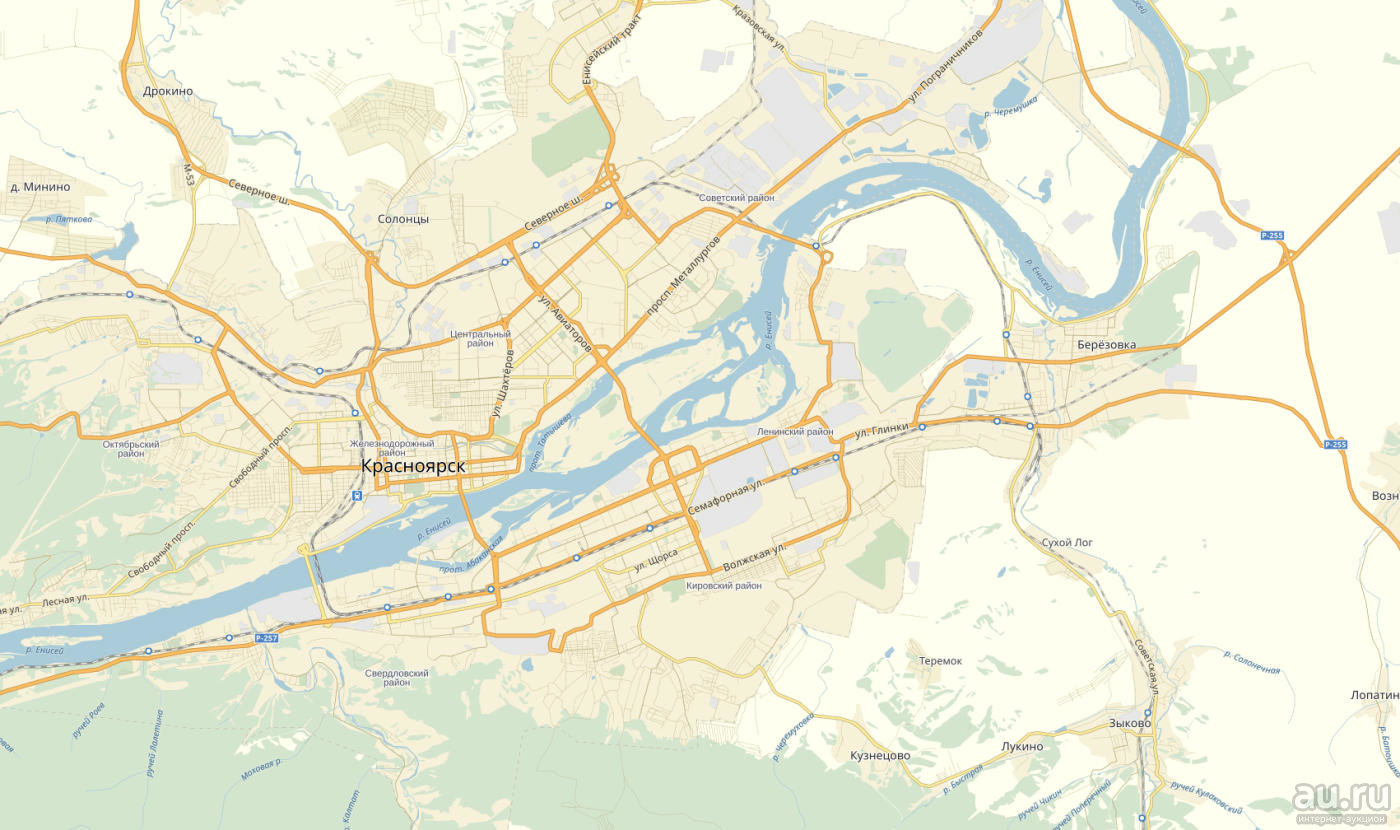 Кразовская ул.
р. Енисей
Енисейский тракт
ул. Пограничников
Дрокино
р. Черемушка
М-53
д. Минино
Северное ш.
Советский район
р. Пяткова
Солонцы
Северное ш.
Р-255
просп. Металлургов
р. Енисей
ул. Авиаторов
р. Енисей
Центральный
район
Берёзовка
ул. Шахтёров
прот. Татышева
Ленинский район
ул. Глинки
Октябрьский
район
Железнодорожный
район
Р-255
Свободный просп.
Красноярск
Семафорная ул.
Возн
р. Енисей
Свободный просп.
прот. Абаканская
ул. Щорса
Волжская ул.
Сухой Лог
Кировский район
Лесная ул.
ул.
Р-257
р. Енисей
Свердловский
район
Теремок
Советская ул.
р. Солонечная
Лопатин
ручей Роев
ручей Лалетина
р. Черемуховка
Зыково
Лукино
Кузнецово
р. Батошка
Моховая р.
р. Быстрая
р. Калтат
ручей Чикин
ручей Поперечный
ручей Кулаковский
au.ru
интернет-аукцион